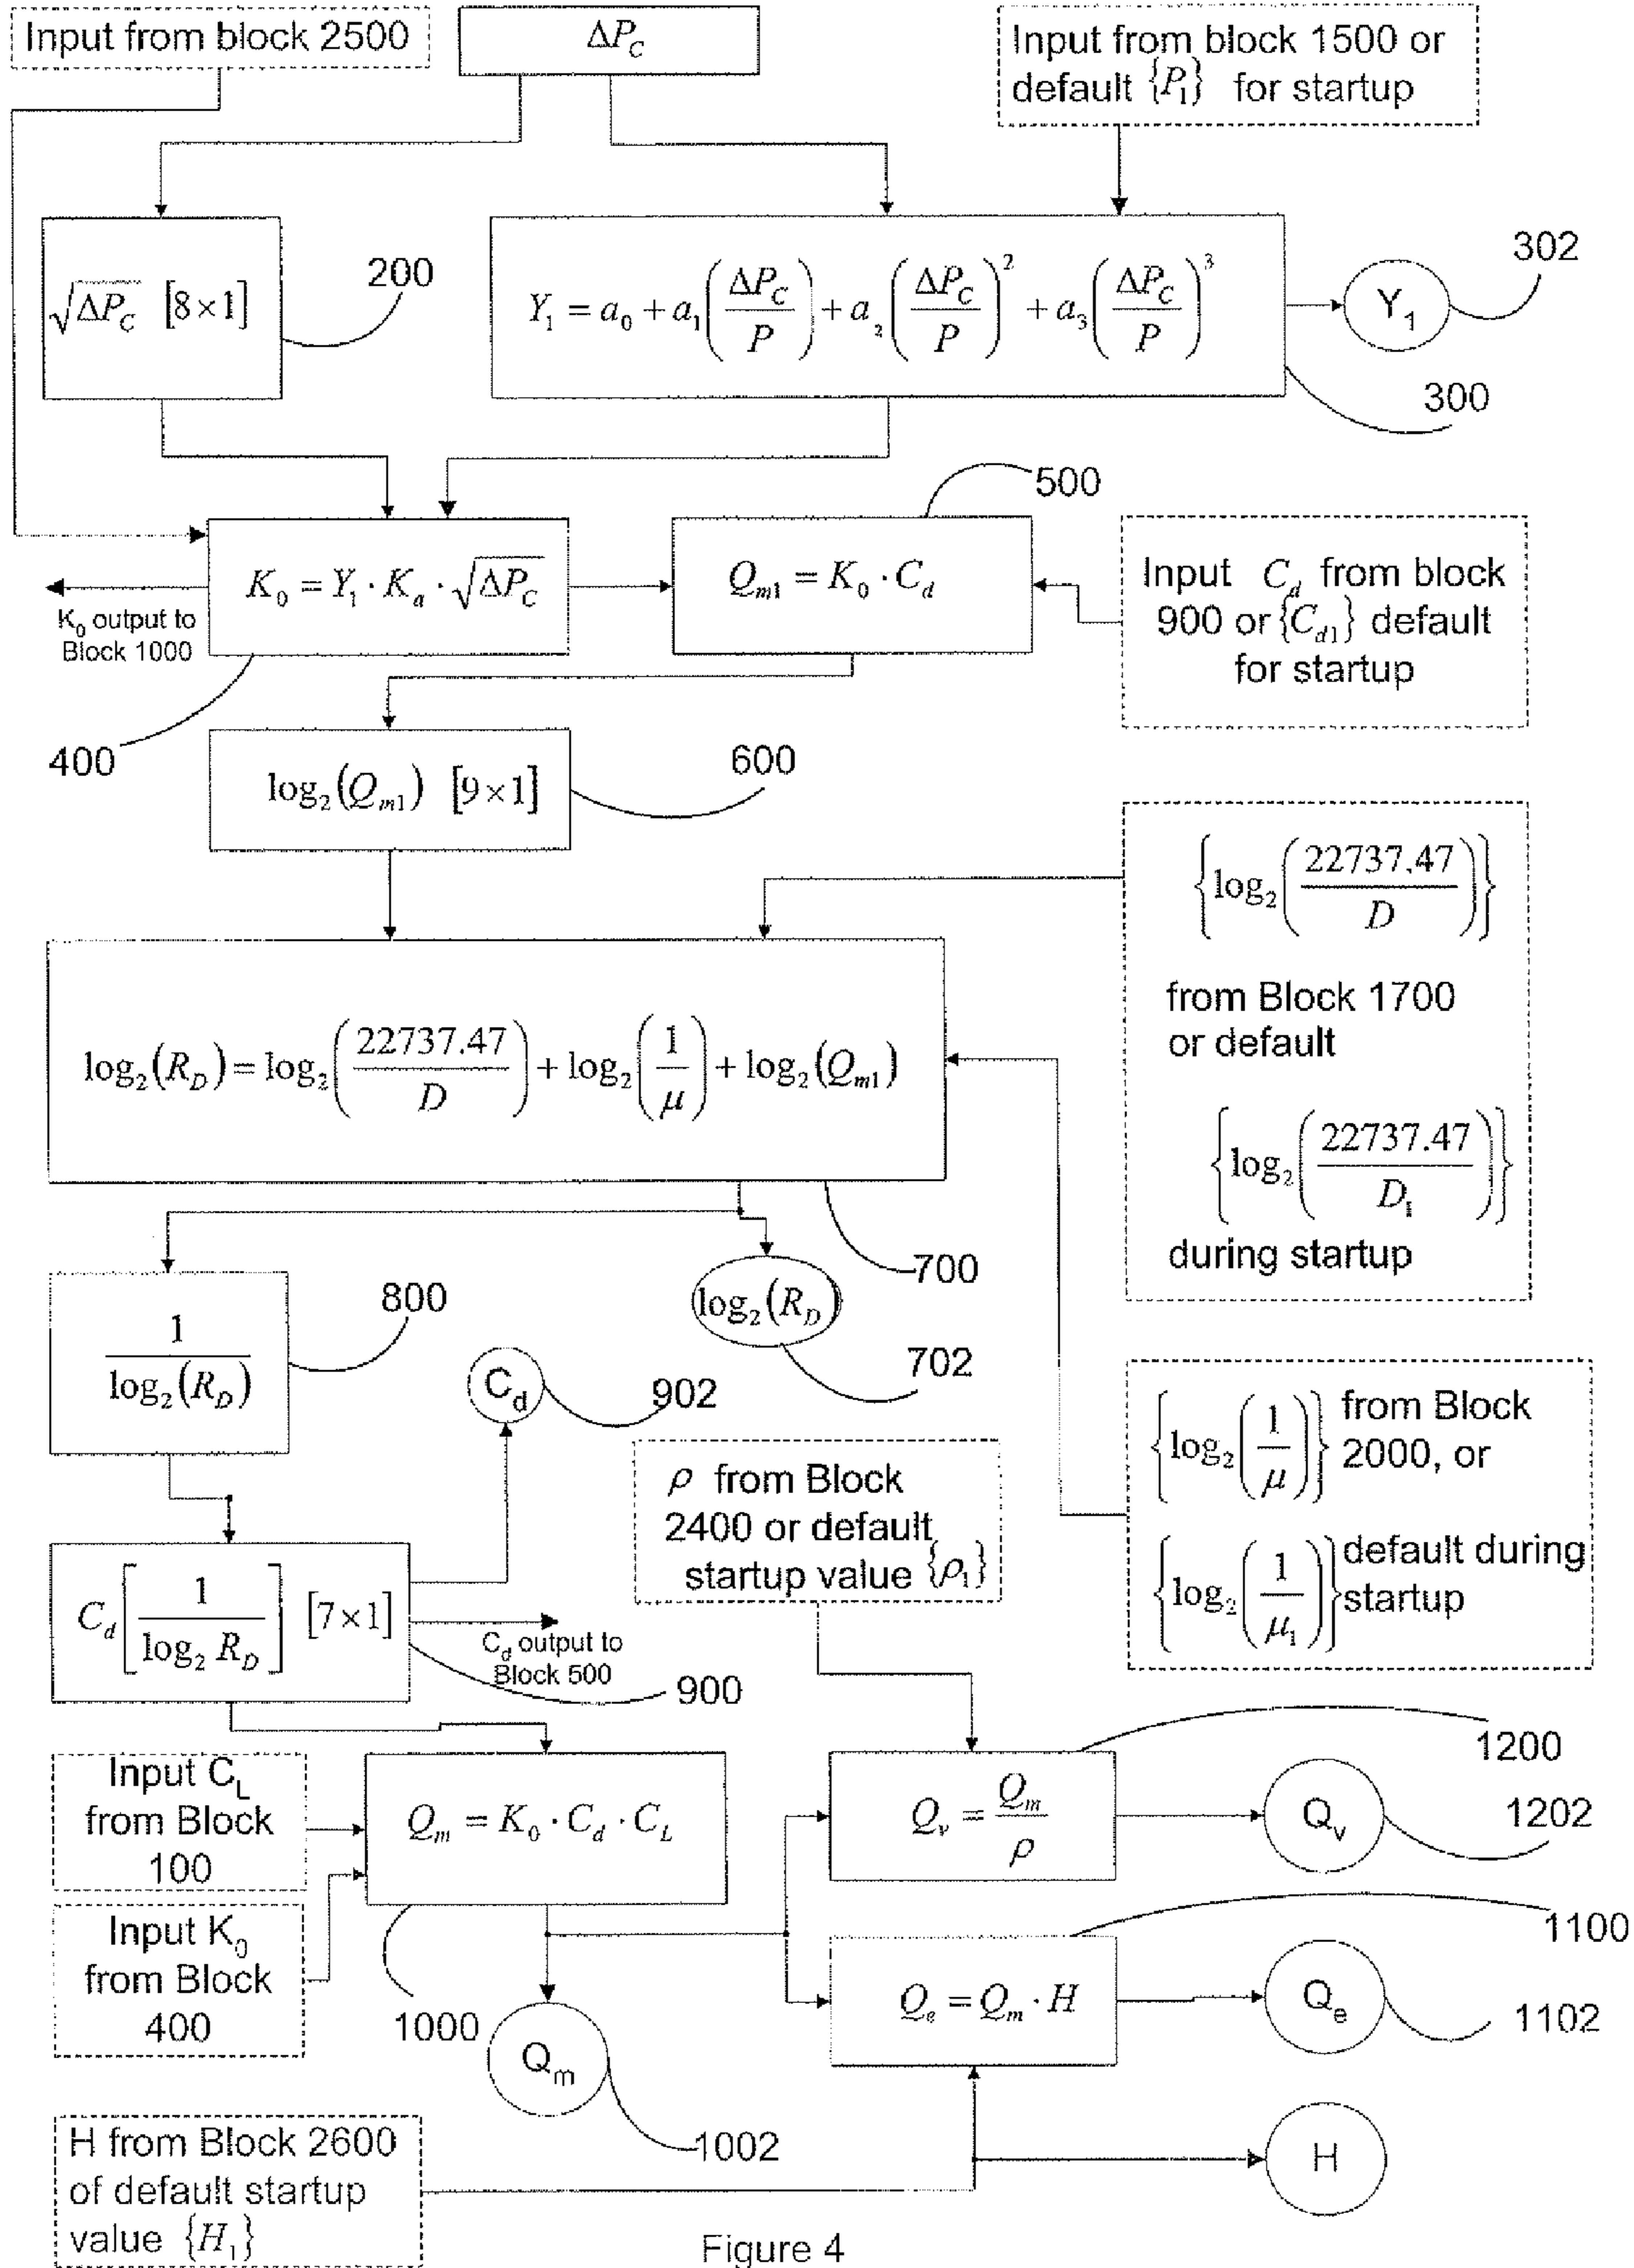 Input from block 2500
ΔP_C
Input from block 1500 or
default {P_1} for startup
√ΔP_C [8×1]
200
Y_1 = a_0 + a_1(ΔP_C/P) + a_2(ΔP_C/P)^2 + a_3(ΔP_C/P)^3
Y_1
302
300
K_0 = Y_1 · K_a · √ΔP_C
K_0 output to
Block 1000
400
Q_m1 = K_0 · C_d
500
Input C_d from block
900 or {C_d1} default
for startup
log_2(Q_m1) [9×1]
600
{log_2(22737.47/D)}
from Block 1700
or default
{log_2(22737.47/D_1)}
during startup
log_2(R_D) = log_2(22737.47/D) + log_2(1/μ) + log_2(Q_m1)
700
log_2(R_D)
702
1/log_2(R_D)
800
C_d
902
{log_2(1/μ)} from Block
2000, or
{log_2(1/μ_1)} default during
startup
ρ from Block
2400 or default
startup value {ρ_1}
C_d[1/log_2 R_D] [7×1]
C_d output to
Block 500
900
Input C_L
from Block
100
Input K_0
from Block
400
Q_m = K_0 · C_d · C_L
1000
Q_m
1002
Q_v = Q_m/ρ
1200
Q_v
1202
Q_e = Q_m · H
1100
Q_e
1102
H from Block 2600
of default startup
value {H_1}
H
Figure 4